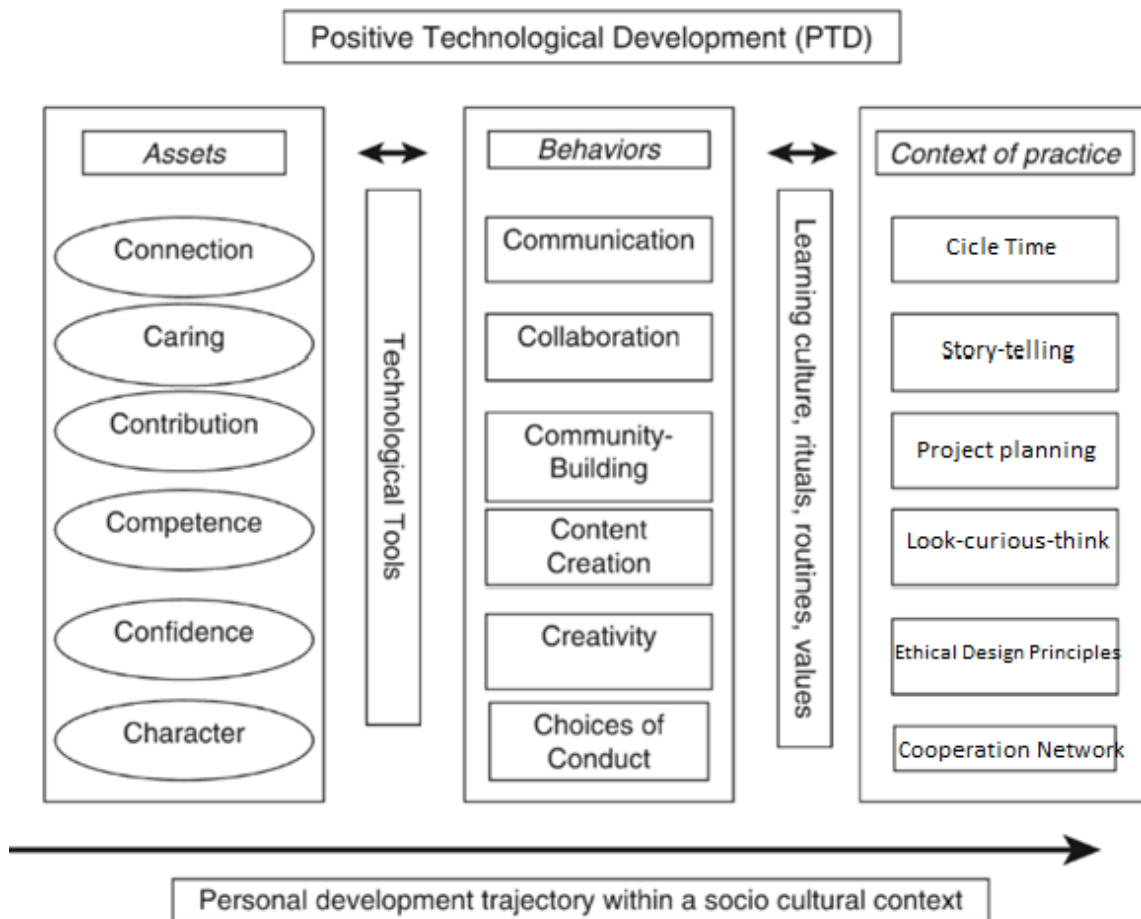 Positive Technological Development (PTD)
Assets
Connection
Caring
Contribution
Competence
Confidence
Character
Technological Tools
Behaviors
Communication
Collaboration
Community-
Building
Content
Creation
Creativity
Choices of
Conduct
Learning culture, rituals, routines, values
Context of practice
Cicle Time
Story-telling
Project planning
Look-curious-think
Ethical Design Principles
Cooperation Network
Personal development trajectory within a socio cultural context